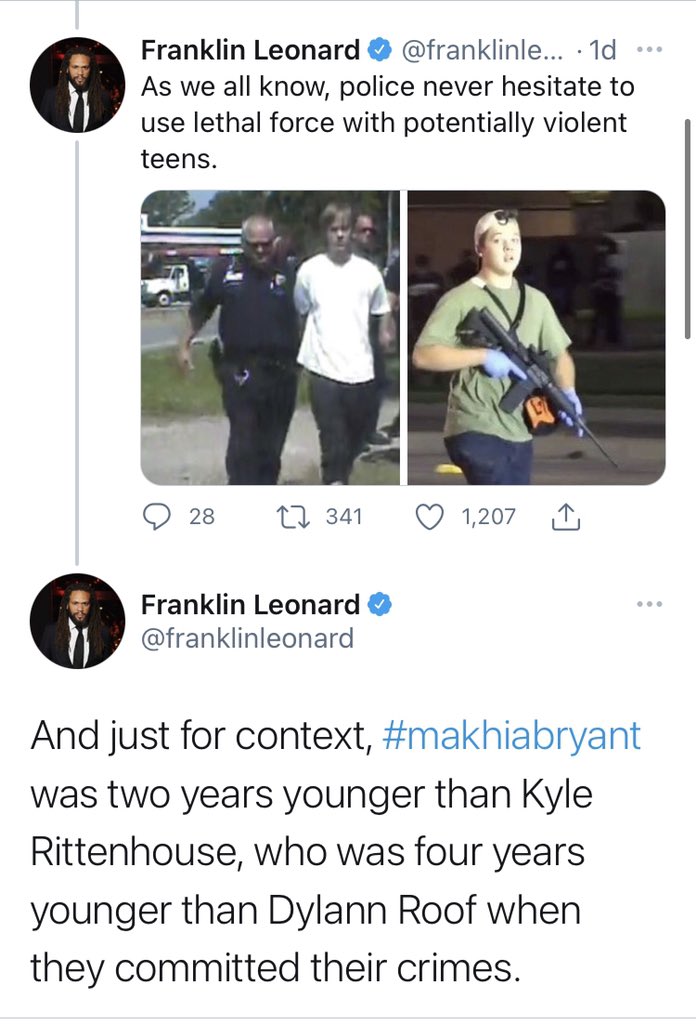 Franklin Leonard @franklinle... · 1d
As we all know, police never hesitate to
use lethal force with potentially violent
teens.
28 341 1,207
Franklin Leonard
@franklinleonard
And just for context, #makhiabryant
was two years younger than Kyle
Rittenhouse, who was four years
younger than Dylann Roof when
they committed their crimes.